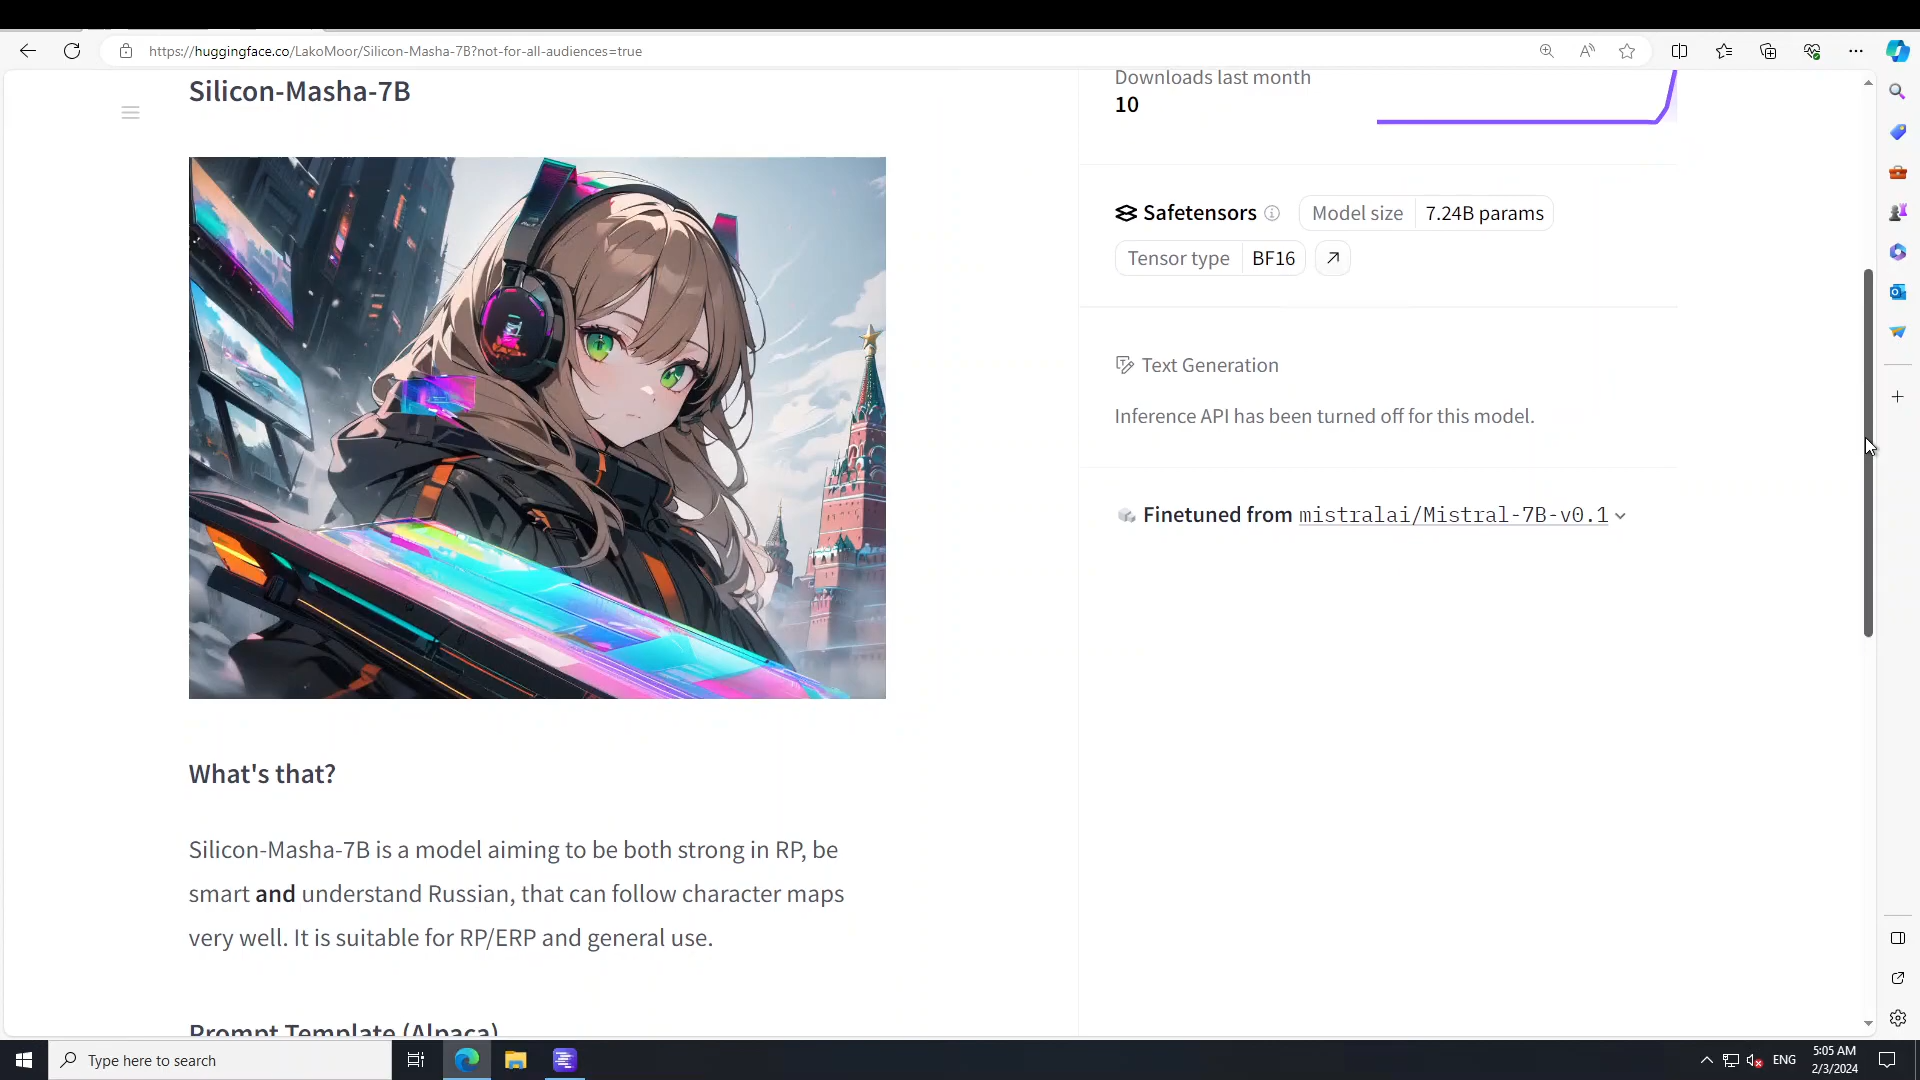 https://huggingface.co/LakoMoor/Silicon-Masha-7B?not-for-all-audiences=true
Silicon-Masha-7B
What's that?
Silicon-Masha-7B is a model aiming to be both strong in RP, be
smart and understand Russian, that can follow character maps
very well. It is suitable for RP/ERP and general use.
Prompt Template (Alpaca)
Downloads last month
10
Safetensors
Model size 7.24B params
Tensor type BF16
Text Generation
Inference API has been turned off for this model.
Finetuned from mistralai/Mistral-7B-v0.1
Type here to search
ENG
5:05 AM
2/3/2024